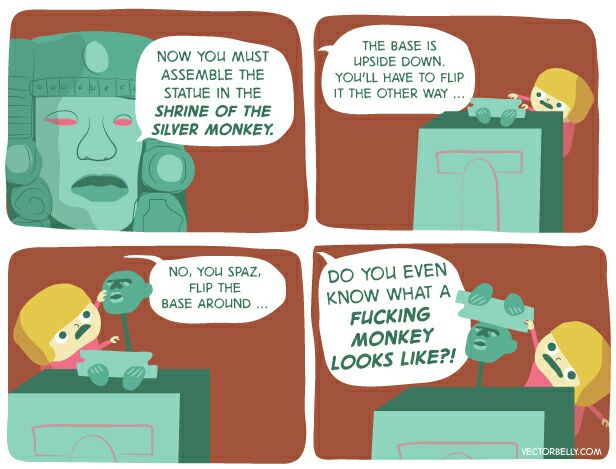 NOW YOU MUST
ASSEMBLE THE
STATUE IN THE
SHRINE OF THE
SILVER MONKEY.
THE BASE IS
UPSIDE DOWN.
YOU'LL HAVE TO FLIP
IT THE OTHER WAY ...
NO, YOU SPAZ,
FLIP THE
BASE AROUND ...
DO YOU EVEN
KNOW WHAT A
FUCKING
MONKEY
LOOKS LIKE?!
VECTORBELLY.COM